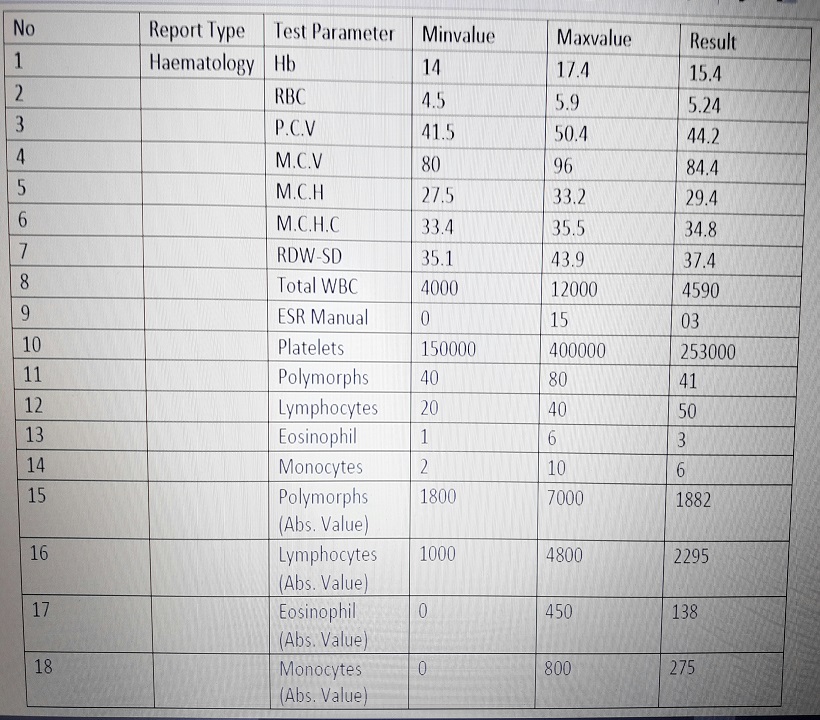 No Report Type Test Parameter Minvalue Maxvalue Result
1 Haematology Hb 14 17.4 15.4
2 RBC 4.5 5.9 5.24
3 P.C.V 41.5 50.4 44.2
4 M.C.V 80 96 84.4
5 M.C.H 27.5 33.2 29.4
6 M.C.H.C 33.4 35.5 34.8
7 RDW-SD 35.1 43.9 37.4
8 Total WBC 4000 12000 4590
9 ESR Manual 0 15 03
10 Platelets 150000 400000 253000
11 Polymorphs 40 80 41
12 Lymphocytes 20 40 50
13 Eosinophil 1 6 3
14 Monocytes 2 10 6
15 Polymorphs 1800 7000 1882
(Abs. Value)
16 Lymphocytes 1000 4800 2295
(Abs. Value)
17 Eosinophil 0 450 138
(Abs. Value)
18 Monocytes 0 800 275
(Abs. Value)